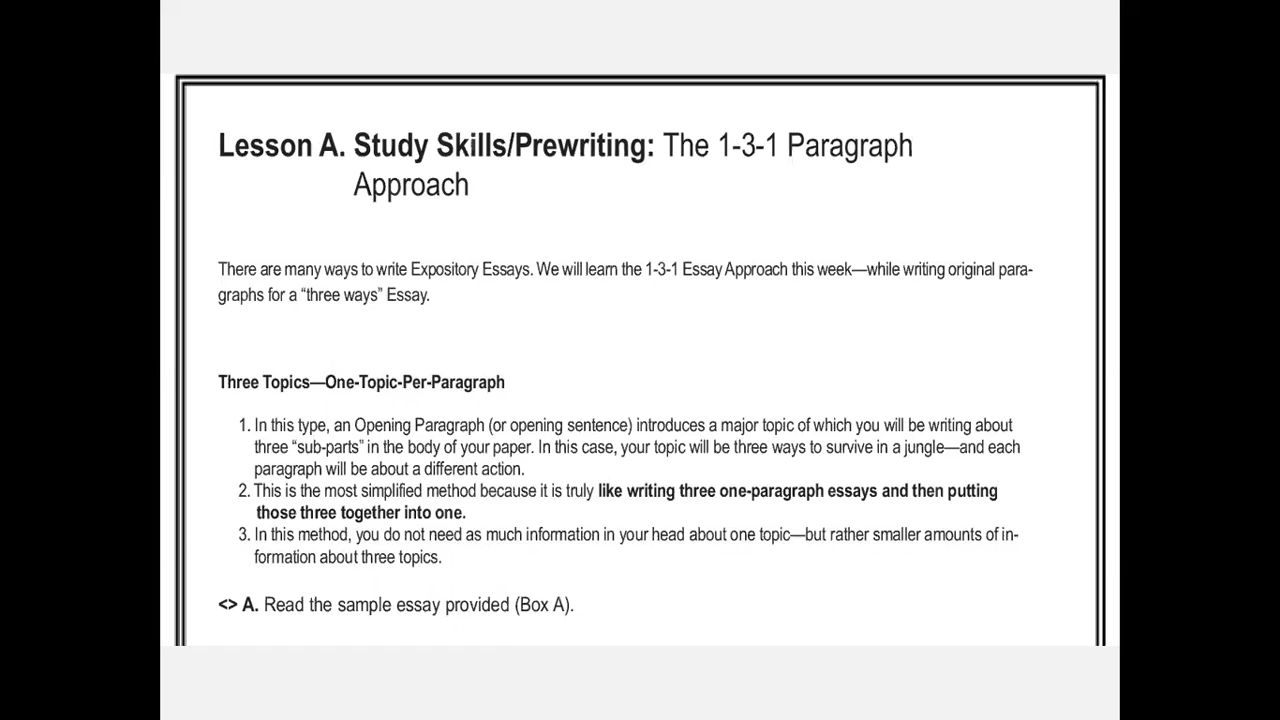 Lesson A. Study Skills/Prewriting: The 1-3-1 Paragraph
Approach
There are many ways to write Expository Essays. We will learn the 1-3-1 Essay Approach this week—while writing original para-
graphs for a “three ways” Essay.
Three Topics—One-Topic-Per-Paragraph
1. In this type, an Opening Paragraph (or opening sentence) introduces a major topic of which you will be writing about
three “sub-parts” in the body of your paper. In this case, your topic will be three ways to survive in a jungle—and each
paragraph will be about a different action.
2. This is the most simplified method because it is truly like writing three one-paragraph essays and then putting
those three together into one.
3. In this method, you do not need as much information in your head about one topic—but rather smaller amounts of in-
formation about three topics.
<> A. Read the sample essay provided (Box A).